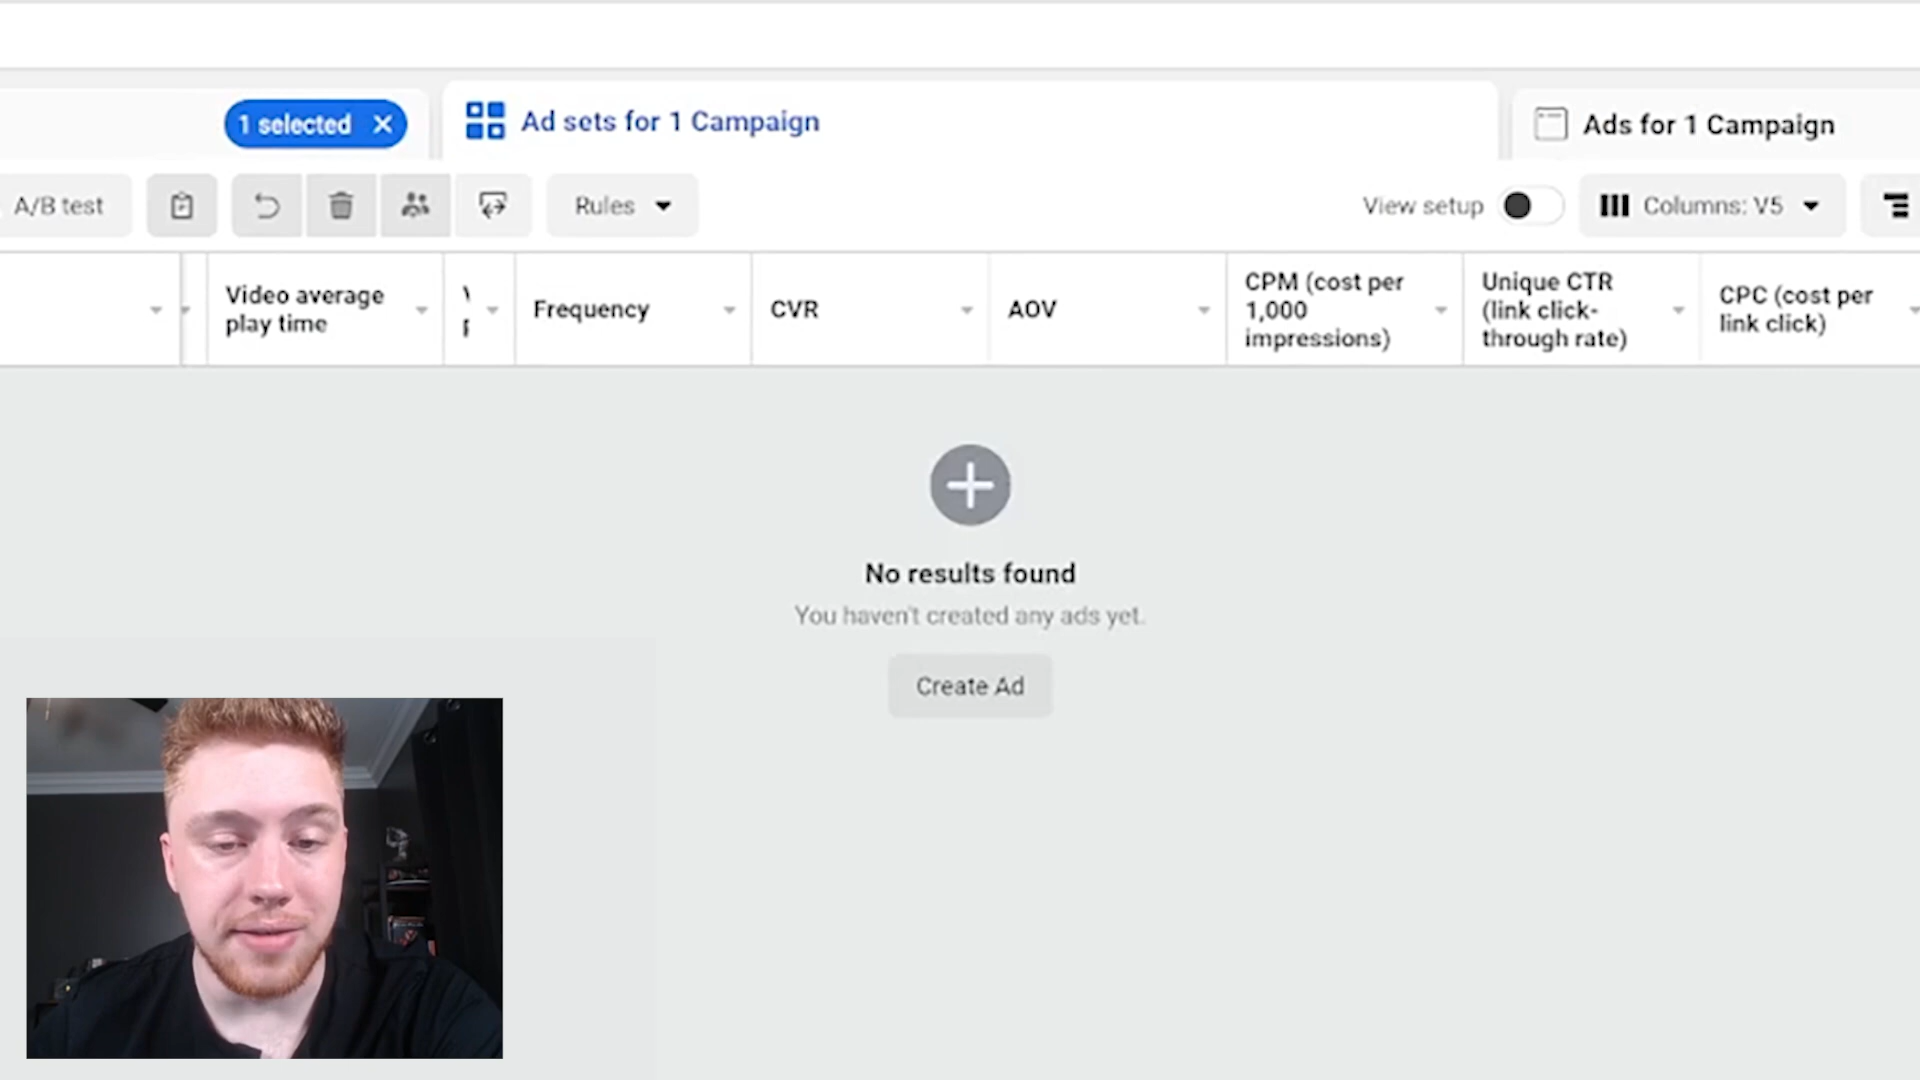 1 selected
Ad sets for 1 Campaign
Ads for 1 Campaign
A/B test
Rules
View setup
Columns: V5
Video average
play time
Frequency
CVR
AOV
CPM (cost per
1,000
impressions)
Unique CTR
(link click-
through rate)
CPC (cost per
link click)
No results found
You haven't created any ads yet.
Create Ad